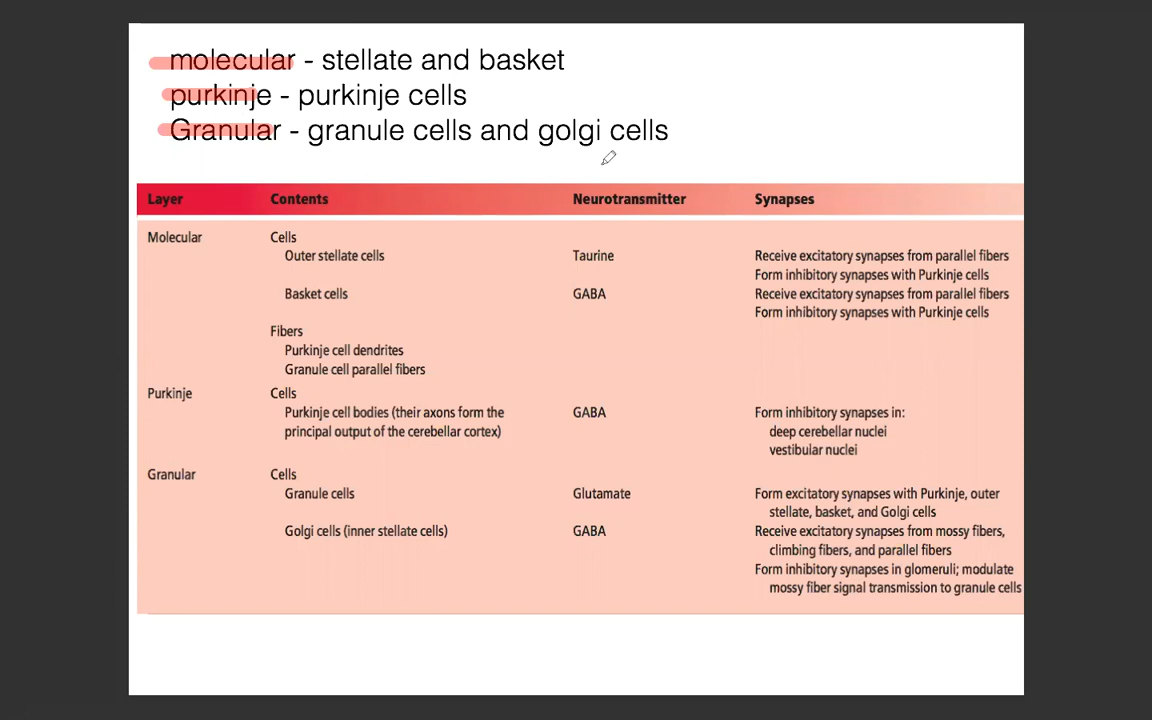 molecular - stellate and basket
purkinje - purkinje cells
Granular - granule cells and golgi cells
Layer Contents Neurotransmitter Synapses
Molecular Cells
Outer stellate cells Taurine Receive excitatory synapses from parallel fibers
Form inhibitory synapses with Purkinje cells
Basket cells GABA Receive excitatory synapses from parallel fibers
Form inhibitory synapses with Purkinje cells
Fibers
Purkinje cell dendrites
Granule cell parallel fibers
Purkinje Cells
Purkinje cell bodies (their axons form the GABA Form inhibitory synapses in:
principal output of the cerebellar cortex) deep cerebellar nuclei
vestibular nuclei
Granular Cells
Granule cells Glutamate Form excitatory synapses with Purkinje, outer
stellate, basket, and Golgi cells
Golgi cells (inner stellate cells) GABA Receive excitatory synapses from mossy fibers,
climbing fibers, and parallel fibers
Form inhibitory synapses in glomeruli; modulate
mossy fiber signal transmission to granule cells